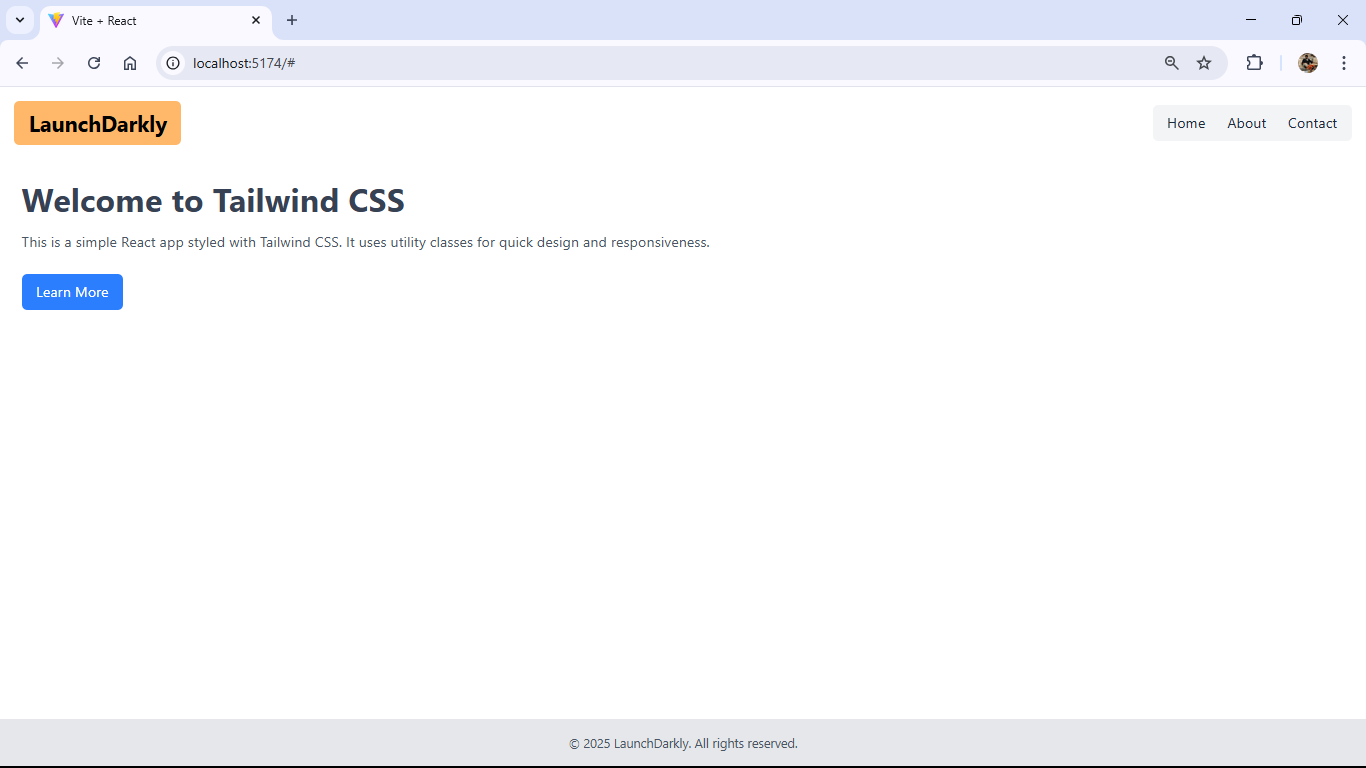 Vite + React
localhost:5174/#
LaunchDarkly
Home About Contact
Welcome to Tailwind CSS
This is a simple React app styled with Tailwind CSS. It uses utility classes for quick design and responsiveness.
Learn More
© 2025 LaunchDarkly. All rights reserved.